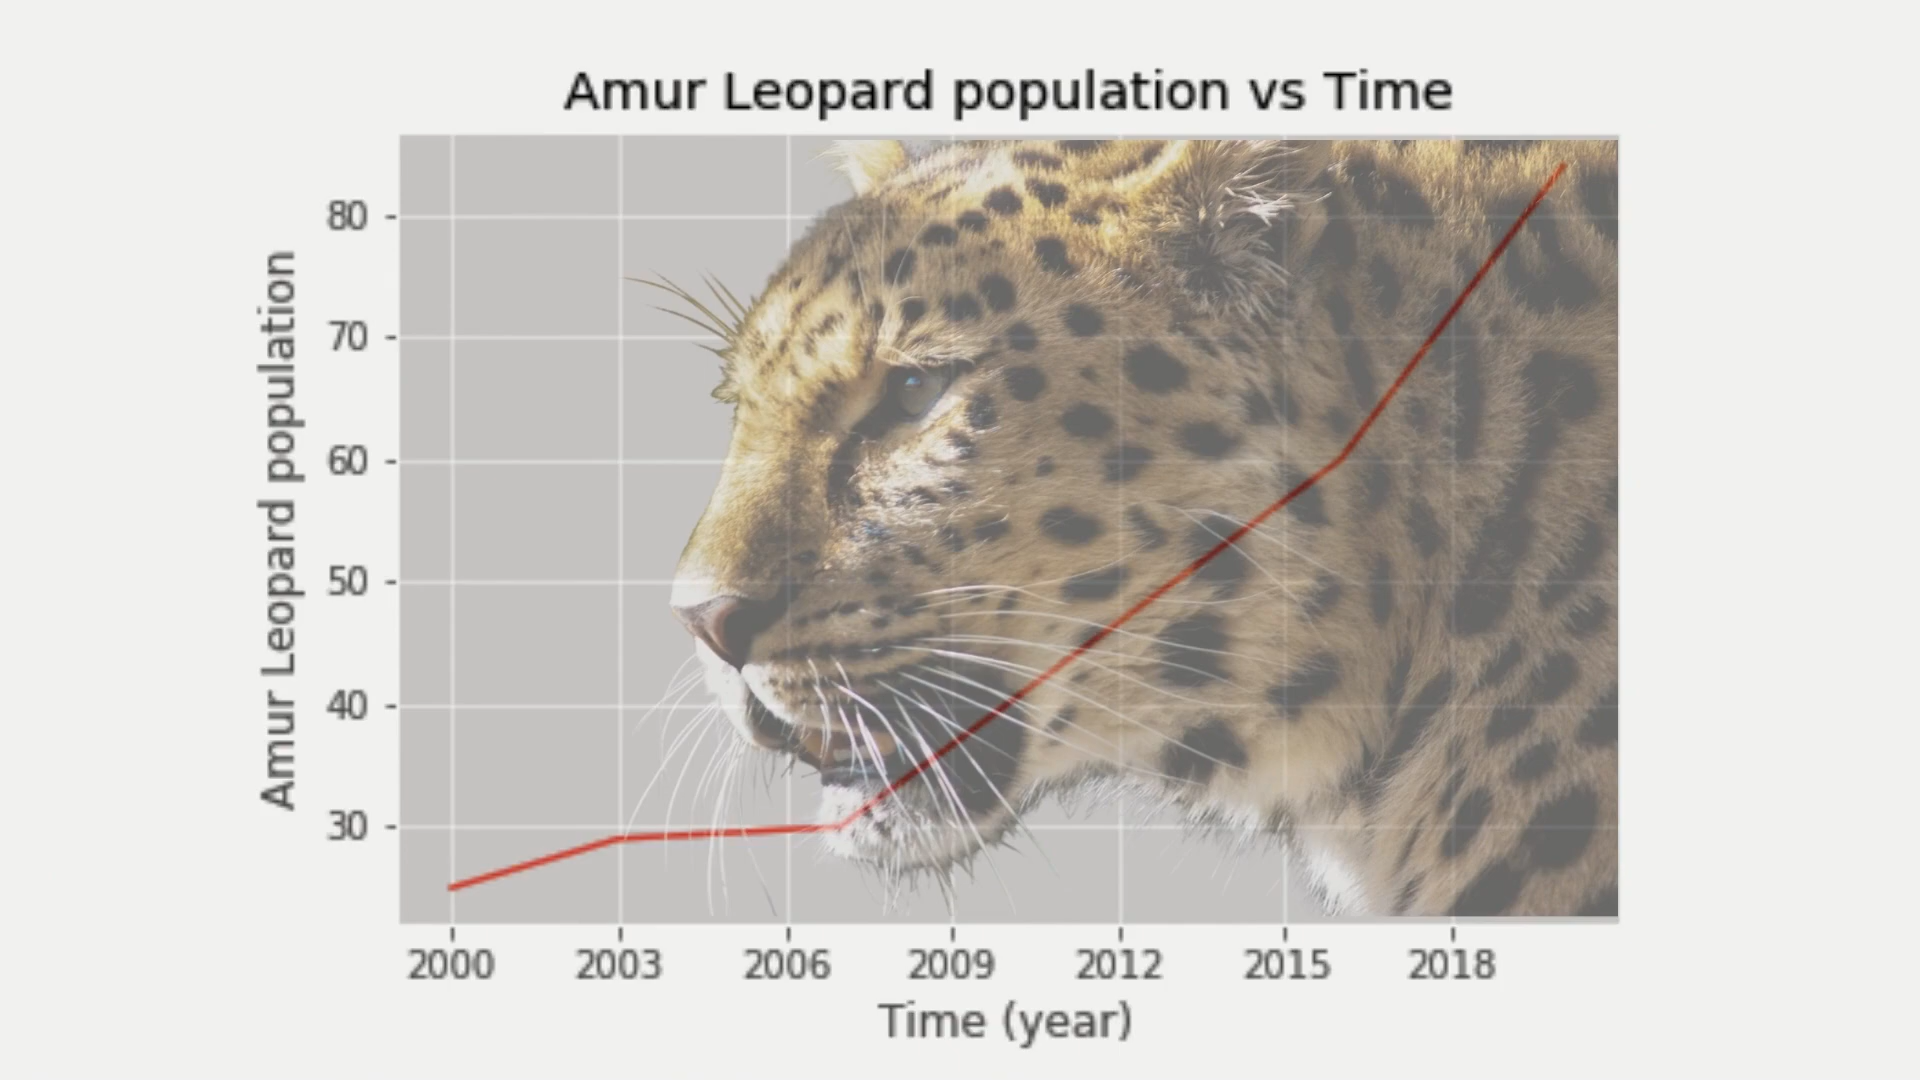 Amur Leopard population vs Time
Amur Leopard population
80
70
60
50
40
30
2000 2003 2006 2009 2012 2015 2018
Time (year)